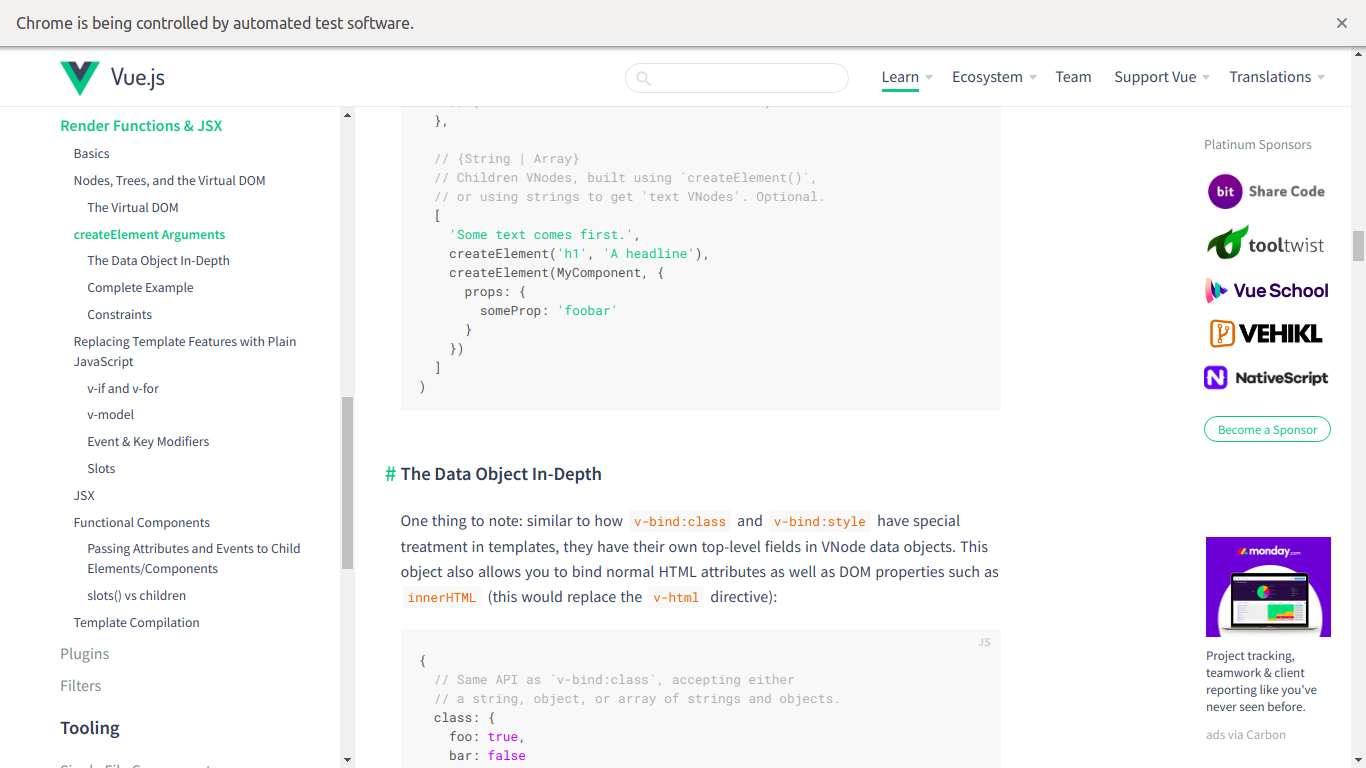 Chrome is being controlled by automated test software.
Vue.js
Learn
Ecosystem
Team
Support Vue
Translations
Render Functions & JSX
Basics
Nodes, Trees, and the Virtual DOM
The Virtual DOM
createElement Arguments
The Data Object In-Depth
Complete Example
Constraints
Replacing Template Features with Plain
JavaScript
v-if and v-for
v-model
Event & Key Modifiers
Slots
JSX
Functional Components
Passing Attributes and Events to Child
Elements/Components
slots() vs children
Template Compilation
Plugins
Filters
Tooling
},
// {String | Array}
// Children VNodes, built using `createElement()`,
// or using strings to get 'text VNodes'. Optional.
[
'Some text comes first.',
createElement('h1', 'A headline'),
createElement(MyComponent, {
props: {
someProp: 'foobar'
}
})
]
)
# The Data Object In-Depth
One thing to note: similar to how v-bind:class and v-bind:style have special
treatment in templates, they have their own top-level fields in VNode data objects. This
object also allows you to bind normal HTML attributes as well as DOM properties such as
innerHTML (this would replace the v-html directive):
JS
{
// Same API as `v-bind:class`, accepting either
// a string, object, or array of strings and objects.
class: {
foo: true,
bar: false
Platinum Sponsors
bit Share Code
tooltwist
Vue School
VEHIKL
NativeScript
Become a Sponsor
monday.com
Project tracking,
teamwork & client
reporting like you've
never seen before.
ads via Carbon